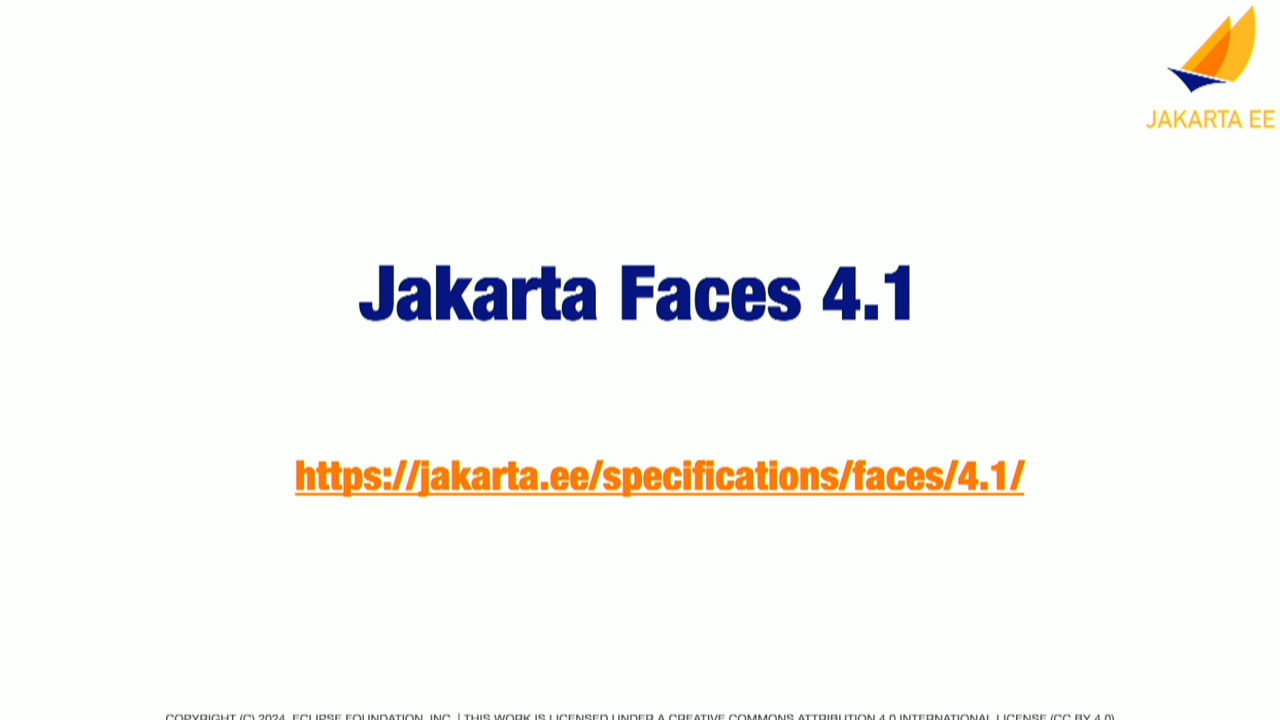 JAKARTA EE
Jakarta Faces 4.1
https://jakarta.ee/specifications/faces/4.1/
COPYRIGHT (C) 2024, ECLIPSE FOUNDATION, INC. | THIS WORK IS LICENSED UNDER A CREATIVE COMMONS ATTRIBUTION 4.0 INTERNATIONAL LICENSE (CC BY 4.0)